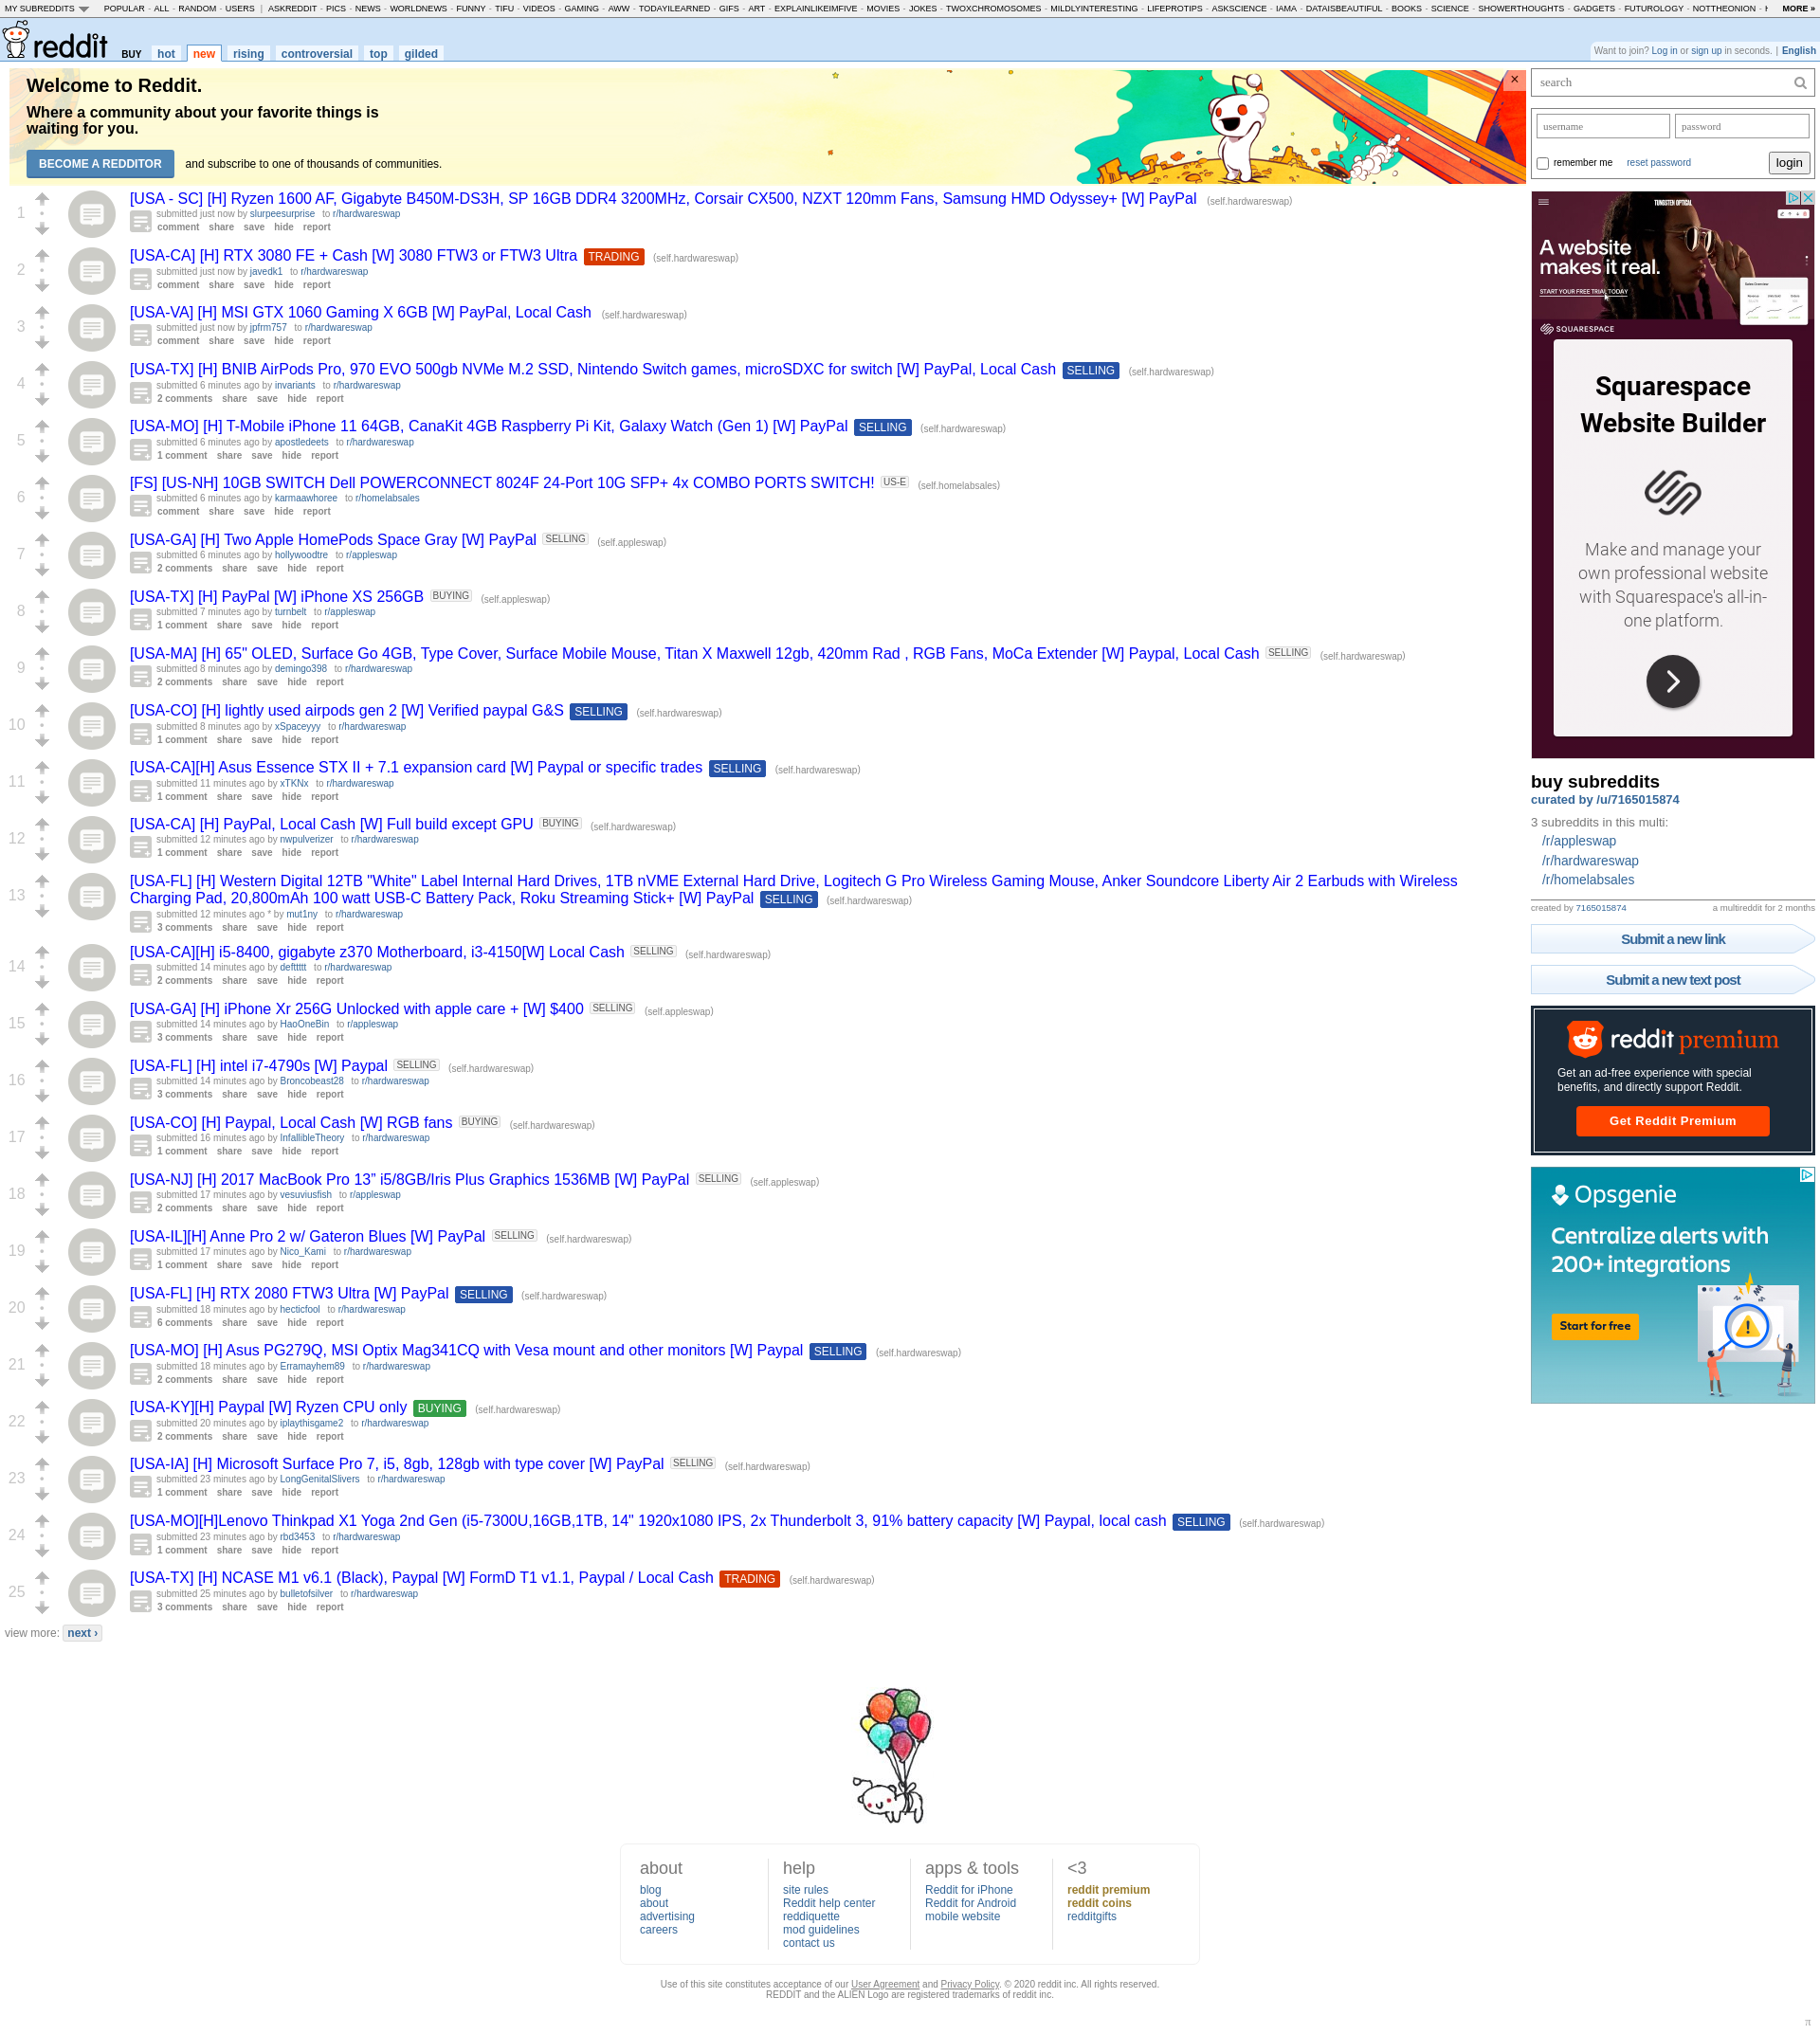 MY SUBREDDITS POPULAR - ALL - RANDOM - USERS | ASKREDDIT - PICS - NEWS - WORLDNEWS - FUNNY - TIFU - VIDEOS - GAMING - AWW - TODAYILEARNED - GIFS - ART - EXPLAINLIKEIMFIVE - MOVIES - JOKES - TWOXCHROMOSOMES - MILDLYINTERESTING - LIFEPROTIPS - ASKSCIENCE - IAMA - DATAISBEAUTIFUL - BOOKS - SCIENCE - SHOWERTHOUGHTS - GADGETS - FUTUROLOGY - NOTTHEONION - MORE »
reddit BUY hot new rising controversial top gilded
Want to join? Log in or sign up in seconds. | English
Welcome to Reddit.
Where a community about your favorite things is
waiting for you.
BECOME A REDDITOR and subscribe to one of thousands of communities.
1
[USA - SC] [H] Ryzen 1600 AF, Gigabyte B450M-DS3H, SP 16GB DDR4 3200MHz, Corsair CX500, NZXT 120mm Fans, Samsung HMD Odyssey+ [W] PayPal (self.hardwareswap)
submitted just now by slurpeesurprise to r/hardwareswap
comment share save hide report
2
[USA-CA] [H] RTX 3080 FE + Cash [W] 3080 FTW3 or FTW3 Ultra TRADING (self.hardwareswap)
submitted just now by javedk1 to r/hardwareswap
comment share save hide report
3
[USA-VA] [H] MSI GTX 1060 Gaming X 6GB [W] PayPal, Local Cash (self.hardwareswap)
submitted just now by jpfrm757 to r/hardwareswap
comment share save hide report
4
[USA-TX] [H] BNIB AirPods Pro, 970 EVO 500gb NVMe M.2 SSD, Nintendo Switch games, microSDXC for switch [W] PayPal, Local Cash SELLING (self.hardwareswap)
submitted 6 minutes ago by invariants to r/hardwareswap
2 comments share save hide report
5
[USA-MO] [H] T-Mobile iPhone 11 64GB, CanaKit 4GB Raspberry Pi Kit, Galaxy Watch (Gen 1) [W] PayPal SELLING (self.hardwareswap)
submitted 6 minutes ago by apostledeets to r/hardwareswap
1 comment share save hide report
6
[FS] [US-NH] 10GB SWITCH Dell POWERCONNECT 8024F 24-Port 10G SFP+ 4x COMBO PORTS SWITCH! US-E (self.homelabsales)
submitted 6 minutes ago by karmaawhoree to r/homelabsales
comment share save hide report
7
[USA-GA] [H] Two Apple HomePods Space Gray [W] PayPal SELLING (self.appleswap)
submitted 6 minutes ago by hollywoodtre to r/appleswap
2 comments share save hide report
8
[USA-TX] [H] PayPal [W] iPhone XS 256GB BUYING (self.appleswap)
submitted 7 minutes ago by turnbelt to r/appleswap
1 comment share save hide report
9
[USA-MA] [H] 65" OLED, Surface Go 4GB, Type Cover, Surface Mobile Mouse, Titan X Maxwell 12gb, 420mm Rad , RGB Fans, MoCa Extender [W] Paypal, Local Cash SELLING (self.hardwareswap)
submitted 8 minutes ago by demingo398 to r/hardwareswap
2 comments share save hide report
10
[USA-CO] [H] lightly used airpods gen 2 [W] Verified paypal G&S SELLING (self.hardwareswap)
submitted 8 minutes ago by xSpaceyyy to r/hardwareswap
1 comment share save hide report
11
[USA-CA][H] Asus Essence STX II + 7.1 expansion card [W] Paypal or specific trades SELLING (self.hardwareswap)
submitted 11 minutes ago by xTKNx to r/hardwareswap
1 comment share save hide report
12
[USA-CA] [H] PayPal, Local Cash [W] Full build except GPU BUYING (self.hardwareswap)
submitted 12 minutes ago by nwpulverizer to r/hardwareswap
1 comment share save hide report
13
[USA-FL] [H] Western Digital 12TB "White" Label Internal Hard Drives, 1TB nVME External Hard Drive, Logitech G Pro Wireless Gaming Mouse, Anker Soundcore Liberty Air 2 Earbuds with Wireless
Charging Pad, 20,800mAh 100 watt USB-C Battery Pack, Roku Streaming Stick+ [W] PayPal SELLING (self.hardwareswap)
submitted 12 minutes ago * by mut1ny to r/hardwareswap
3 comments share save hide report
14
[USA-CA][H] i5-8400, gigabyte z370 Motherboard, i3-4150[W] Local Cash SELLING (self.hardwareswap)
submitted 14 minutes ago by defttttt to r/hardwareswap
2 comments share save hide report
15
[USA-GA] [H] iPhone Xr 256G Unlocked with apple care + [W] $400 SELLING (self.appleswap)
submitted 14 minutes ago by HaoOneBin to r/appleswap
3 comments share save hide report
16
[USA-FL] [H] intel i7-4790s [W] Paypal SELLING (self.hardwareswap)
submitted 14 minutes ago by Broncobeast28 to r/hardwareswap
3 comments share save hide report
17
[USA-CO] [H] Paypal, Local Cash [W] RGB fans BUYING (self.hardwareswap)
submitted 16 minutes ago by InfallibleTheory to r/hardwareswap
1 comment share save hide report
18
[USA-NJ] [H] 2017 MacBook Pro 13” i5/8GB/Iris Plus Graphics 1536MB [W] PayPal SELLING (self.appleswap)
submitted 17 minutes ago by vesuviusfish to r/appleswap
2 comments share save hide report
19
[USA-IL][H] Anne Pro 2 w/ Gateron Blues [W] PayPal SELLING (self.hardwareswap)
submitted 17 minutes ago by Nico_Kami to r/hardwareswap
1 comment share save hide report
20
[USA-FL] [H] RTX 2080 FTW3 Ultra [W] PayPal SELLING (self.hardwareswap)
submitted 18 minutes ago by hecticfool to r/hardwareswap
6 comments share save hide report
21
[USA-MO] [H] Asus PG279Q, MSI Optix Mag341CQ with Vesa mount and other monitors [W] Paypal SELLING (self.hardwareswap)
submitted 18 minutes ago by Erramayhem89 to r/hardwareswap
2 comments share save hide report
22
[USA-KY][H] Paypal [W] Ryzen CPU only BUYING (self.hardwareswap)
submitted 20 minutes ago by iplaythisgame2 to r/hardwareswap
2 comments share save hide report
23
[USA-IA] [H] Microsoft Surface Pro 7, i5, 8gb, 128gb with type cover [W] PayPal SELLING (self.hardwareswap)
submitted 23 minutes ago by LongGenitalSlivers to r/hardwareswap
1 comment share save hide report
24
[USA-MO][H]Lenovo Thinkpad X1 Yoga 2nd Gen (i5-7300U,16GB,1TB, 14" 1920x1080 IPS, 2x Thunderbolt 3, 91% battery capacity [W] Paypal, local cash SELLING (self.hardwareswap)
submitted 23 minutes ago by rbd3453 to r/hardwareswap
1 comment share save hide report
25
[USA-TX] [H] NCASE M1 v6.1 (Black), Paypal [W] FormD T1 v1.1, Paypal / Local Cash TRADING (self.hardwareswap)
submitted 25 minutes ago by bulletofsilver to r/hardwareswap
3 comments share save hide report
view more: next ›
search
username password
remember me reset password login
TUNGSTEN OPTICAL
A website
makes it real.
START YOUR FREE TRIAL TODAY
SQUARESPACE
Squarespace
Website Builder
Make and manage your
own professional website
with Squarespace's all-in-
one platform.
buy subreddits
curated by /u/7165015874
3 subreddits in this multi:
/r/appleswap
/r/hardwareswap
/r/homelabsales
created by 7165015874 a multireddit for 2 months
Submit a new link
Submit a new text post
reddit premium
Get an ad-free experience with special
benefits, and directly support Reddit.
Get Reddit Premium
Opsgenie
Centralize alerts with
200+ integrations
Start for free
about
blog
about
advertising
careers
help
site rules
Reddit help center
reddiquette
mod guidelines
contact us
apps & tools
Reddit for iPhone
Reddit for Android
mobile website
<3
reddit premium
reddit coins
redditgifts
Use of this site constitutes acceptance of our User Agreement and Privacy Policy. © 2020 reddit inc. All rights reserved.
REDDIT and the ALIEN Logo are registered trademarks of reddit inc.
π